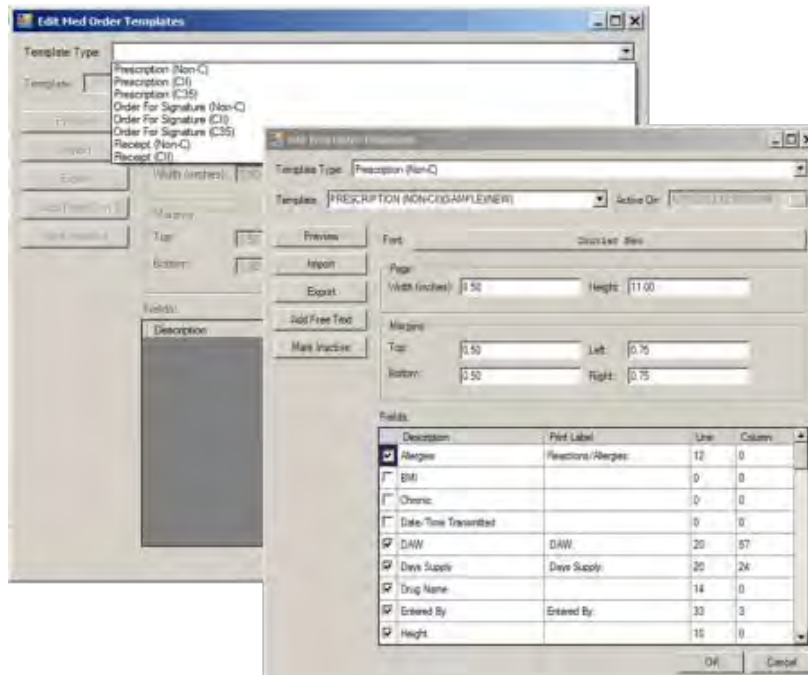 Edit Med Order Templates
Template Type:
Prescription (Non-C)
Prescription (CII)
Prescription (C35)
Order For Signature (Non-C)
Order For Signature (CII)
Order For Signature (C35)
Receipt (Non-C)
Receipt (CII)
Template:
Import
Export
Width (inches):
Margins
Top:
Bottom:
Fields:
Description
Template Type: Prescription (Non-C)
Template: PRESCRIPTION (NON-C)(SAMPLE)(NEW) Active On:
Preview Font: Courier New
Import Page
Width (inches): 8.50 Height: 11.00
Export
Add Free Text Margins
Mark Inactive Top: 0.50 Left: 0.75
Bottom: 0.50 Right: 0.75
Fields:
Description Print Label Line Column
Allergies Reactions/Allergies: 12 0
BMI 0 0
Chronic 0 0
Date/Time Transmitted 0 0
DAW DAW: 20 57
Days Supply Days Supply: 20 24
Drug Name 14 0
Entered By Entered By: 33 3
Height 10 0
OK Cancel